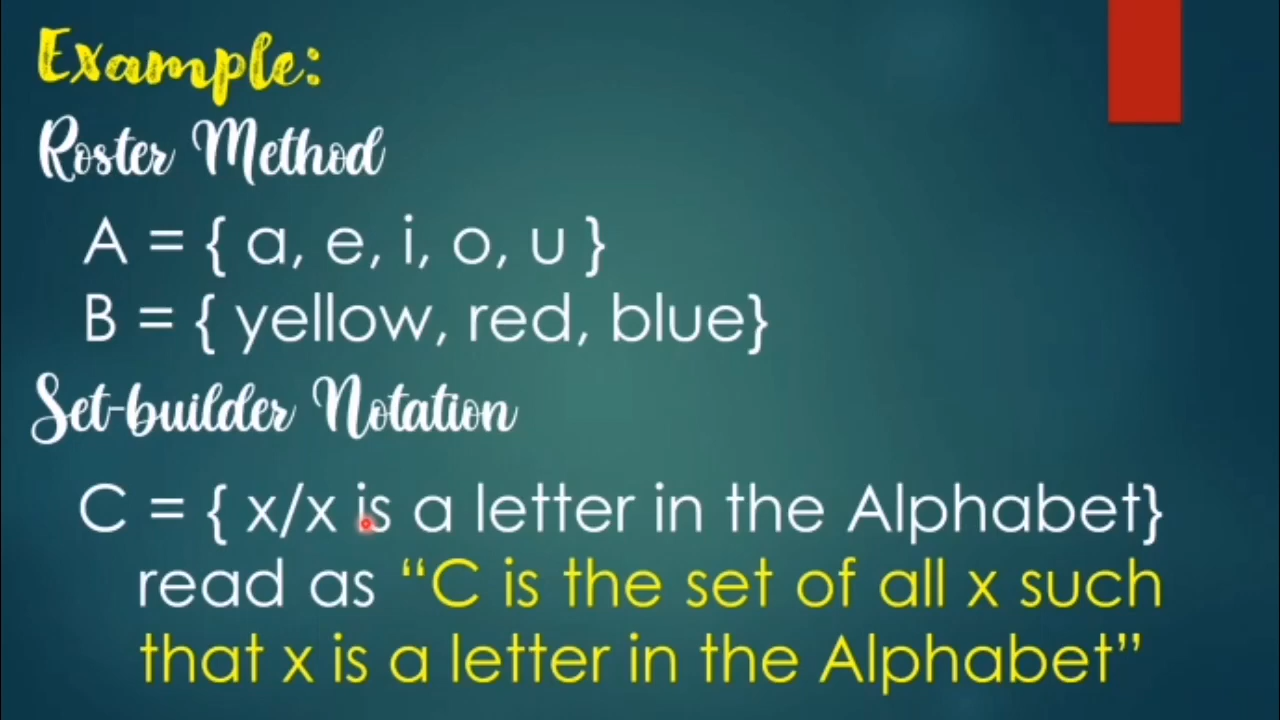 Example:
Roster Method
A = { a, e, i, o, u }
B = { yellow, red, blue}
Set-builder Notation
C = { x/x is a letter in the Alphabet}
read as “C is the set of all x such
that x is a letter in the Alphabet”